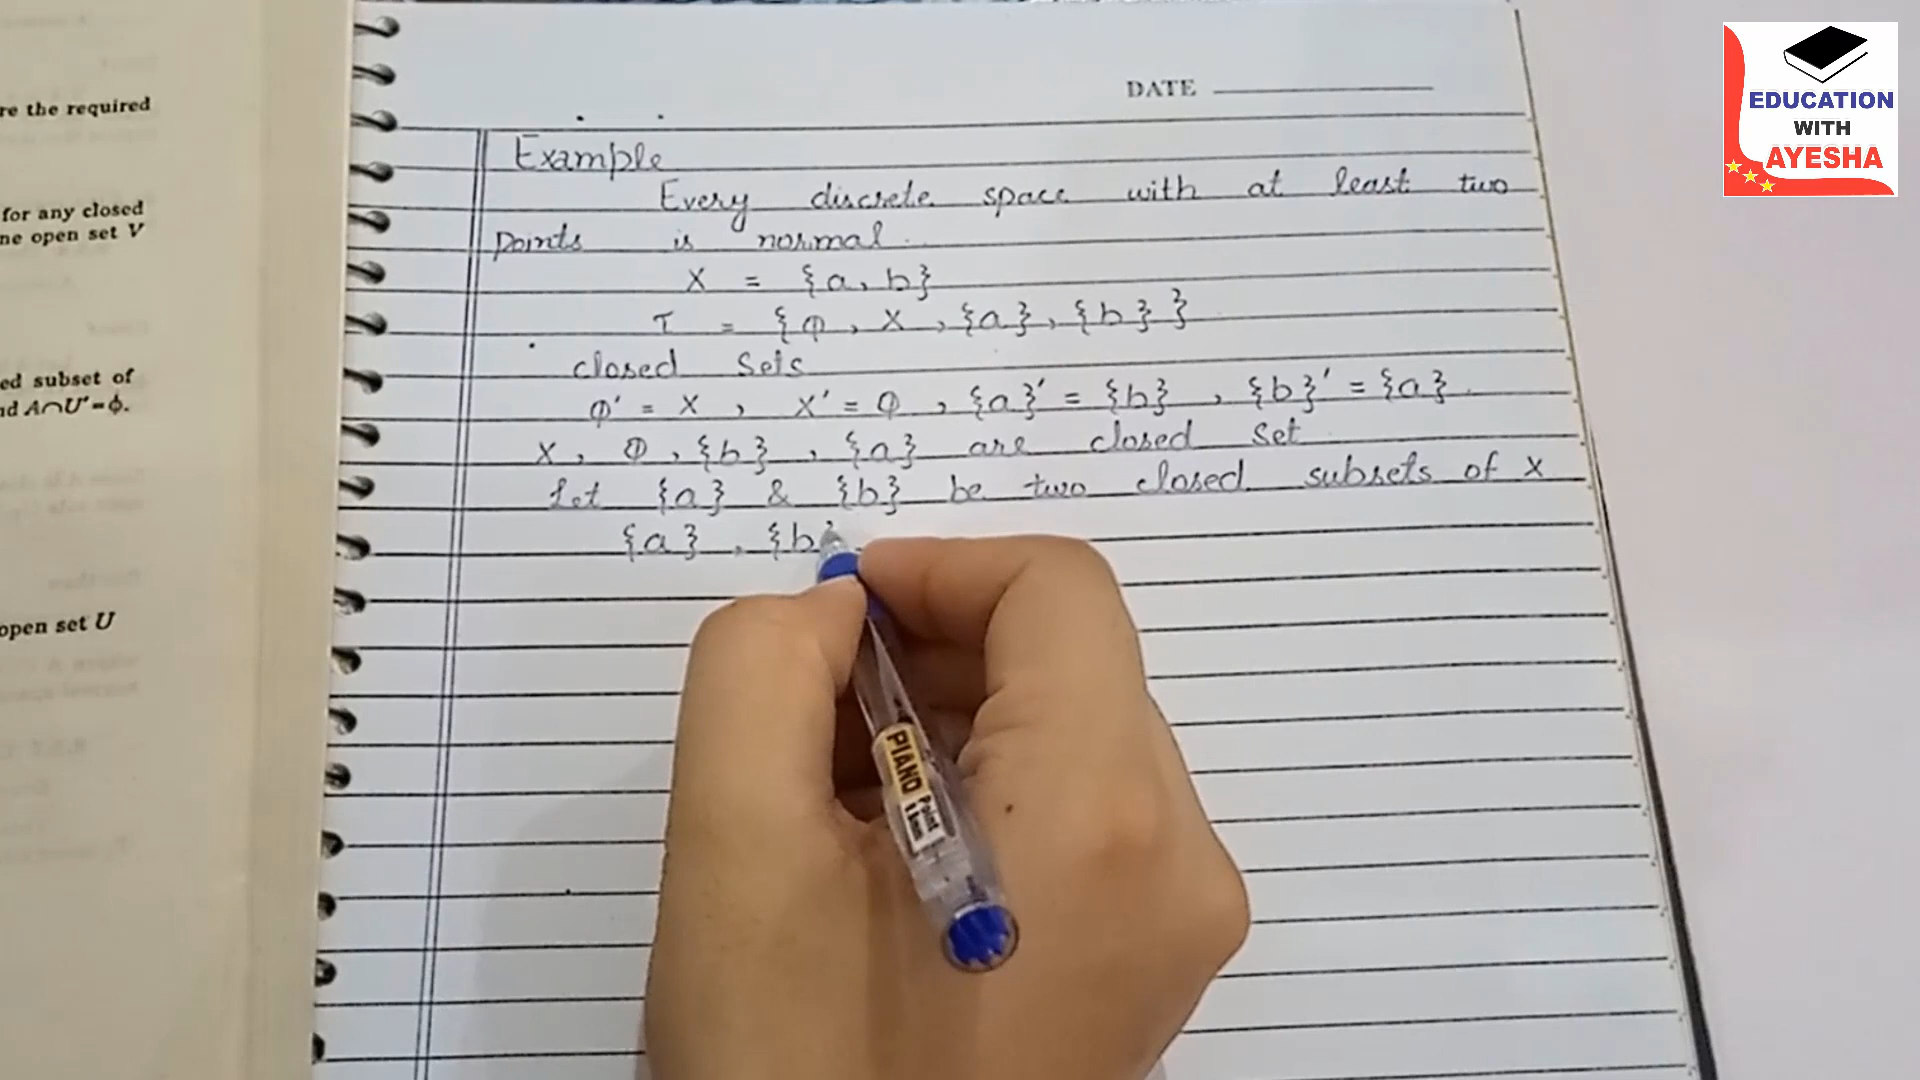 re the required
for any closed
ne open set V
ed subset of
nd A∩U'=ϕ.
open set U
DATE
Example
Every discrete space with at least two
points is normal.
X = {a, b}
τ = {Φ, X, {a}, {b}}
closed Sets
Φ' = X, X' = Φ, {a}' = {b}, {b}' = {a}.
X, Φ, {b}, {a} are closed set
Let {a} & {b} be two closed subsets of X
{a}, {b}
PIANO
Point
EDUCATION
WITH
AYESHA